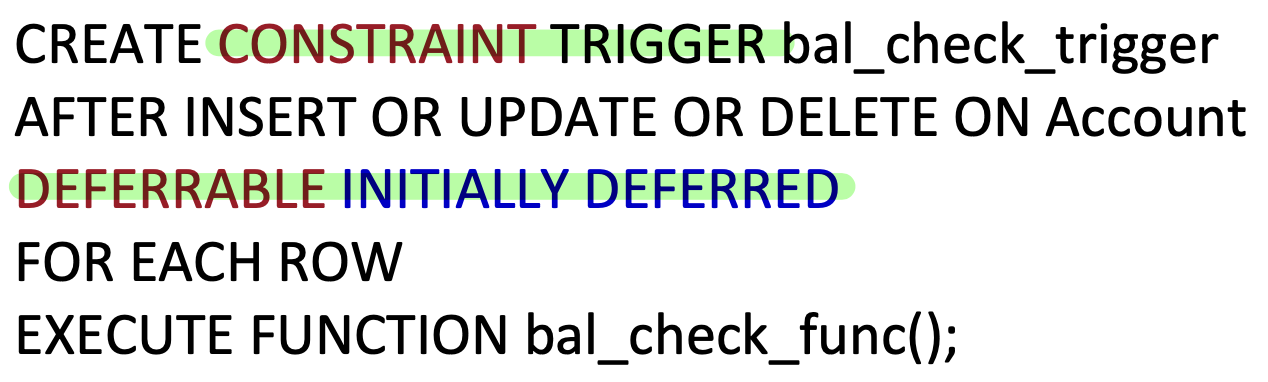 CREATE CONSTRAINT TRIGGER bal_check_trigger
AFTER INSERT OR UPDATE OR DELETE ON Account
DEFERRABLE INITIALLY DEFERRED
FOR EACH ROW
EXECUTE FUNCTION bal_check_func();